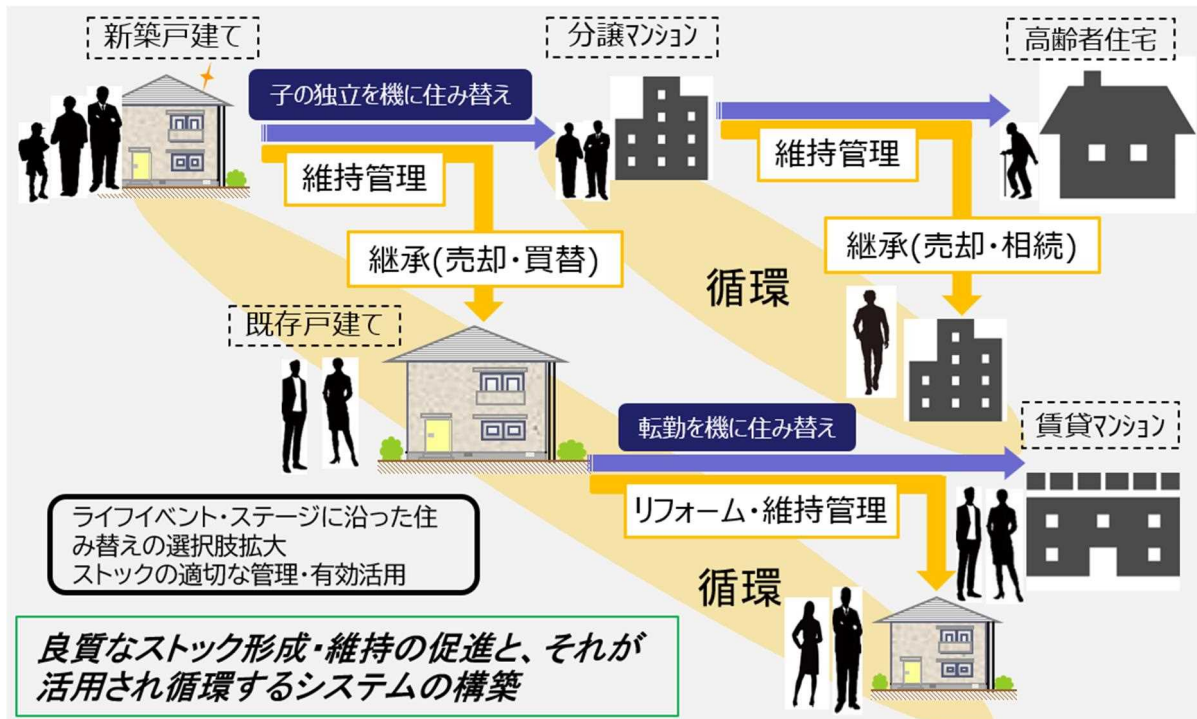 新築戸建て
分譲マンション
高齢者住宅
子の独立を機に住み替え
維持管理
維持管理
継承(売却・買替)
継承(売却・相続)
循環
既存戸建て
転勤を機に住み替え
賃貸マンション
リフォーム・維持管理
ライフイベント・ステージに沿った住
み替えの選択肢拡大
ストックの適切な管理・有効活用
循環
良質なストック形成・維持の促進と、それが
活用され循環するシステムの構築